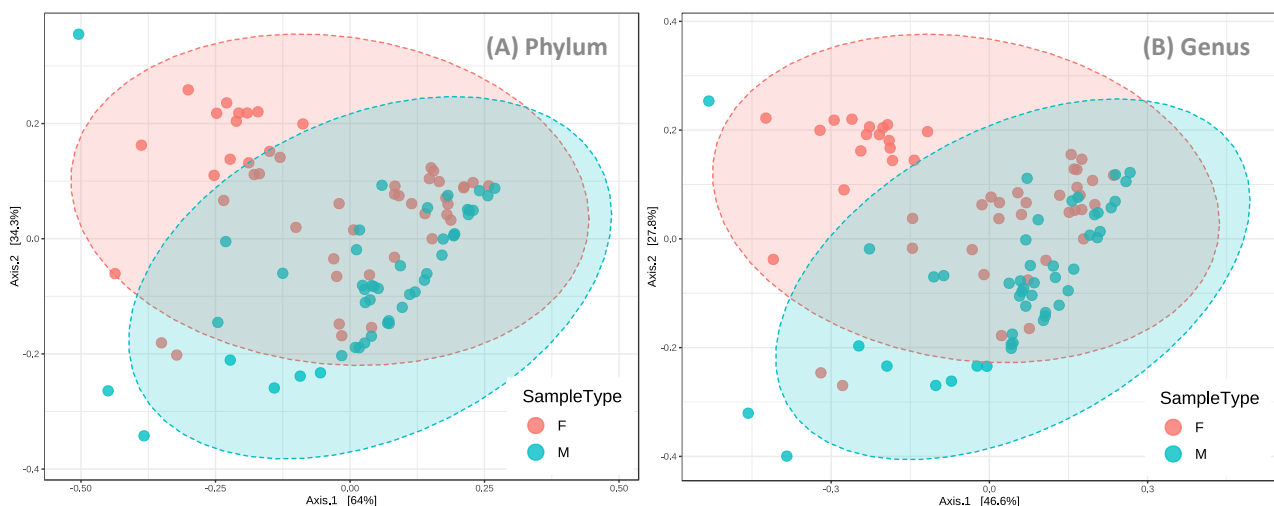 (A) Phylum
Axis.2 [34.3%]
0.2
0.0
-0.2
-0.4
-0.50
-0.25
0.00
0.25
0.50
Axis.1 [64%]
SampleType
F
M
(B) Genus
Axis.2 [27.8%]
0.4
0.2
0.0
-0.2
-0.4
-0.3
0.0
0.3
Axis.1 [46.6%]
SampleType
F
M